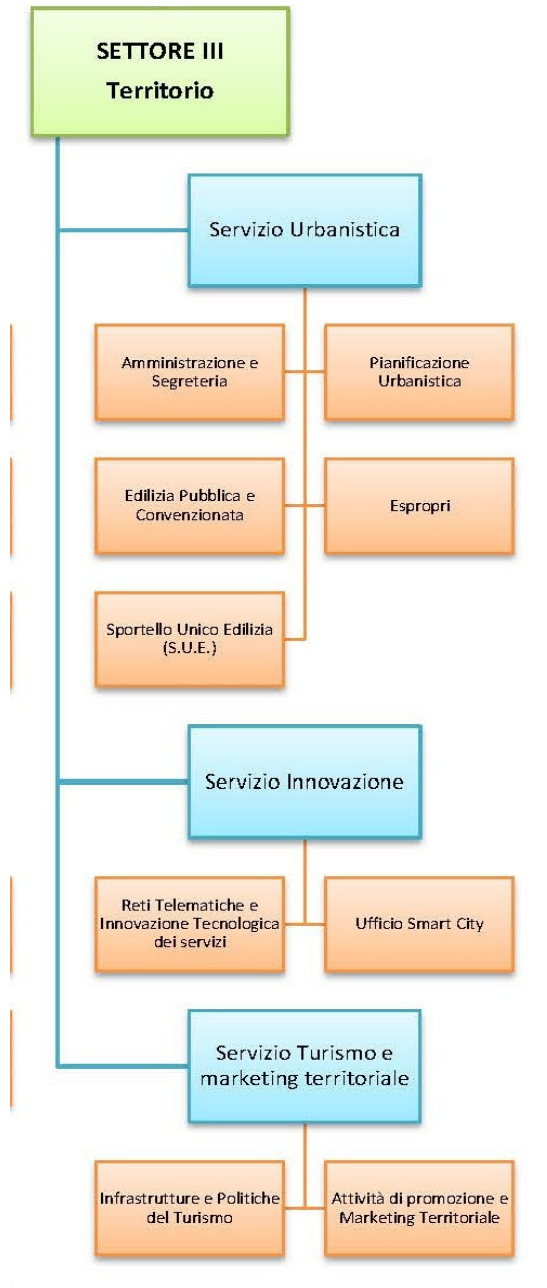 SETTORE III
Territorio
Servizio Urbanistica
Amministrazione e
Segreteria
Pianificazione
Urbanistica
Edilizia Pubblica e
Convenzionata
Espropri
Sportello Unico Edilizia
(S.U.E.)
Servizio Innovazione
Reti Telematiche e
Innovazione Tecnologica
dei servizi
Ufficio Smart City
Servizio Turismo e
marketing territoriale
Infrastrutture e Politiche
del Turismo
Attività di promozione e
Marketing Territoriale